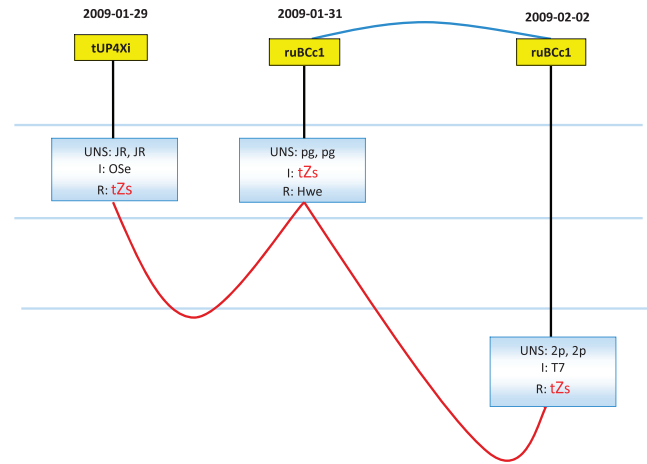 2009-01-29
2009-01-31
2009-02-02
tUP4Xi
ruBCc1
ruBCc1
UNS: JR, JR
I: OSe
R: tZs
UNS: pg, pg
I: tZs
R: Hwe
UNS: 2p, 2p
I: T7
R: tZs